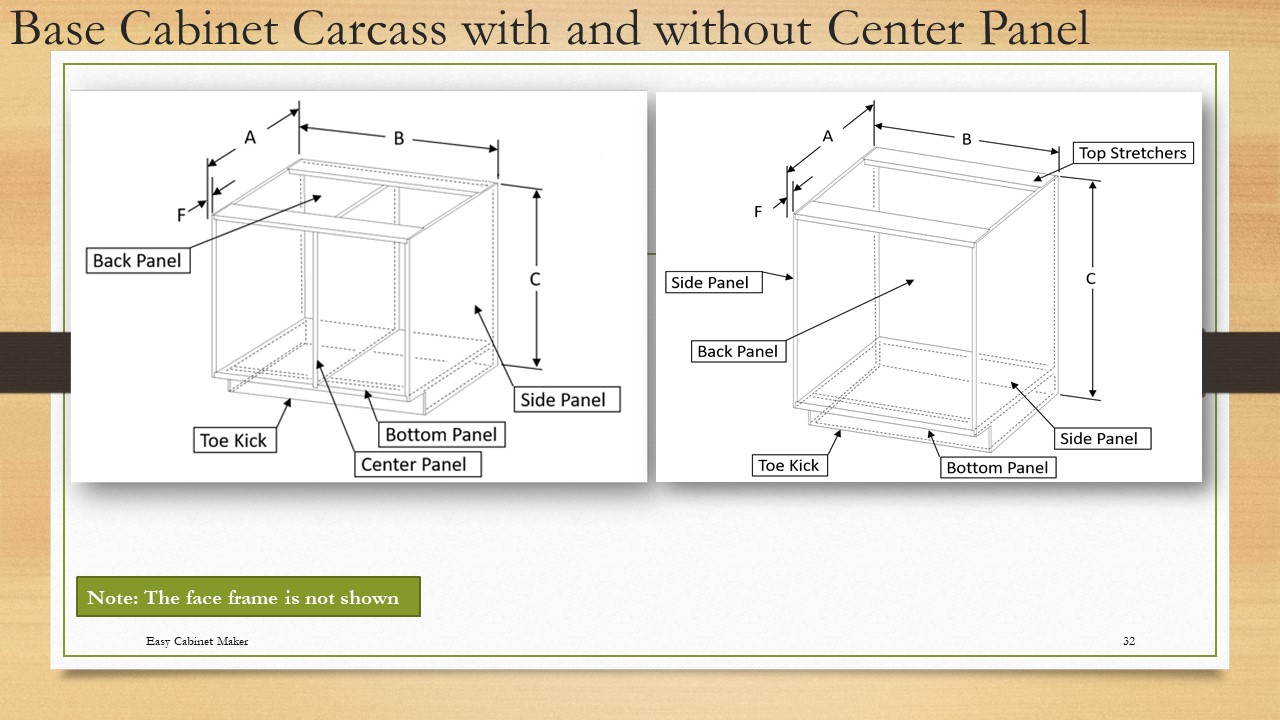 Base Cabinet Carcass with and without Center Panel
A
B
F
C
Back Panel
Side Panel
Toe Kick
Bottom Panel
Center Panel
A
B
Top Stretchers
F
Side Panel
C
Back Panel
Side Panel
Toe Kick
Bottom Panel
Note: The face frame is not shown
Easy Cabinet Maker
32